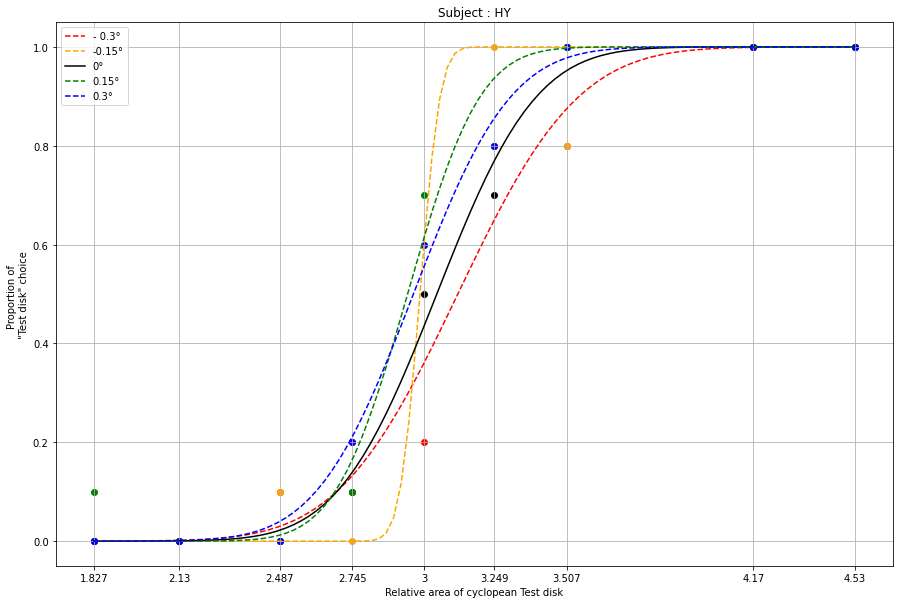 Subject : HY
- 0.3°
-0.15°
0°
0.15°
0.3°
1.0
0.8
0.6
0.4
0.2
0.0
Proportion of
"Test disk" choice
1.827 2.13 2.487 2.745 3 3.249 3.507 4.17 4.53
Relative area of cyclopean Test disk